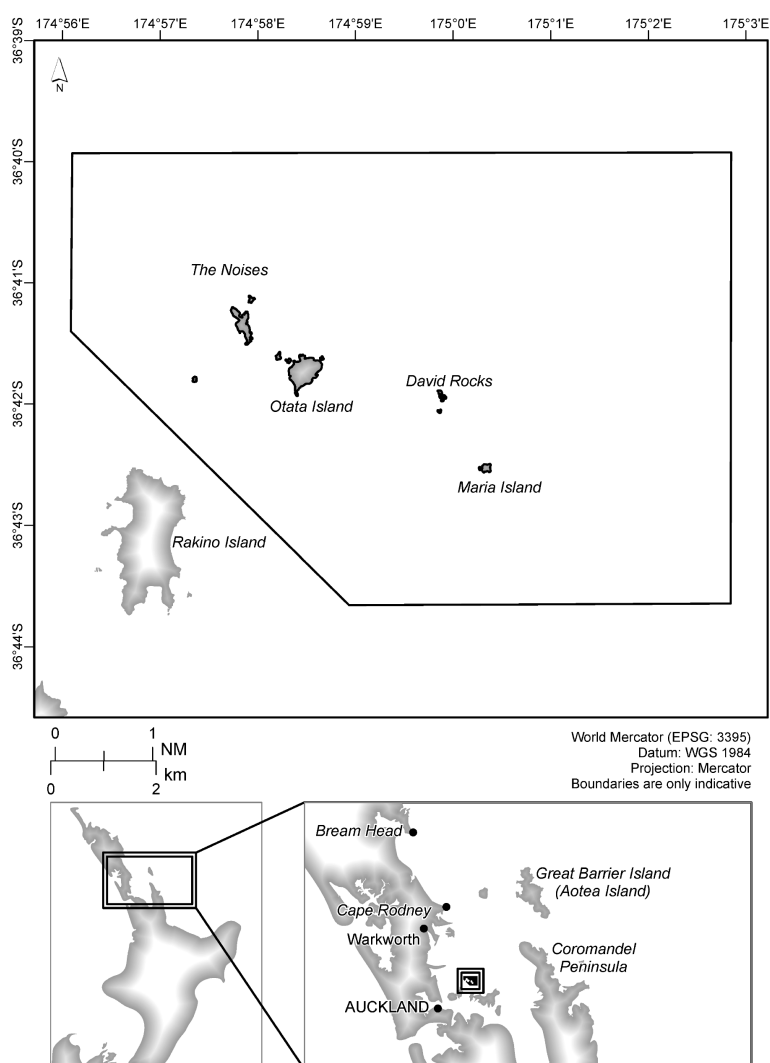 174°56'E 174°57'E 174°58'E 174°59'E 175°0'E 175°1'E 175°2'E 175°3'E
36°39'S
N
36°40'S
The Noises
36°41'S
David Rocks
36°42'S
Otata Island
Maria Island
36°43'S
Rakino Island
36°44'S
0 1
NM
km
0 2
World Mercator (EPSG: 3395)
Datum: WGS 1984
Projection: Mercator
Boundaries are only indicative
Bream Head
Great Barrier Island
(Aotea Island)
Cape Rodney
Warkworth
Coromandel
Peninsula
AUCKLAND